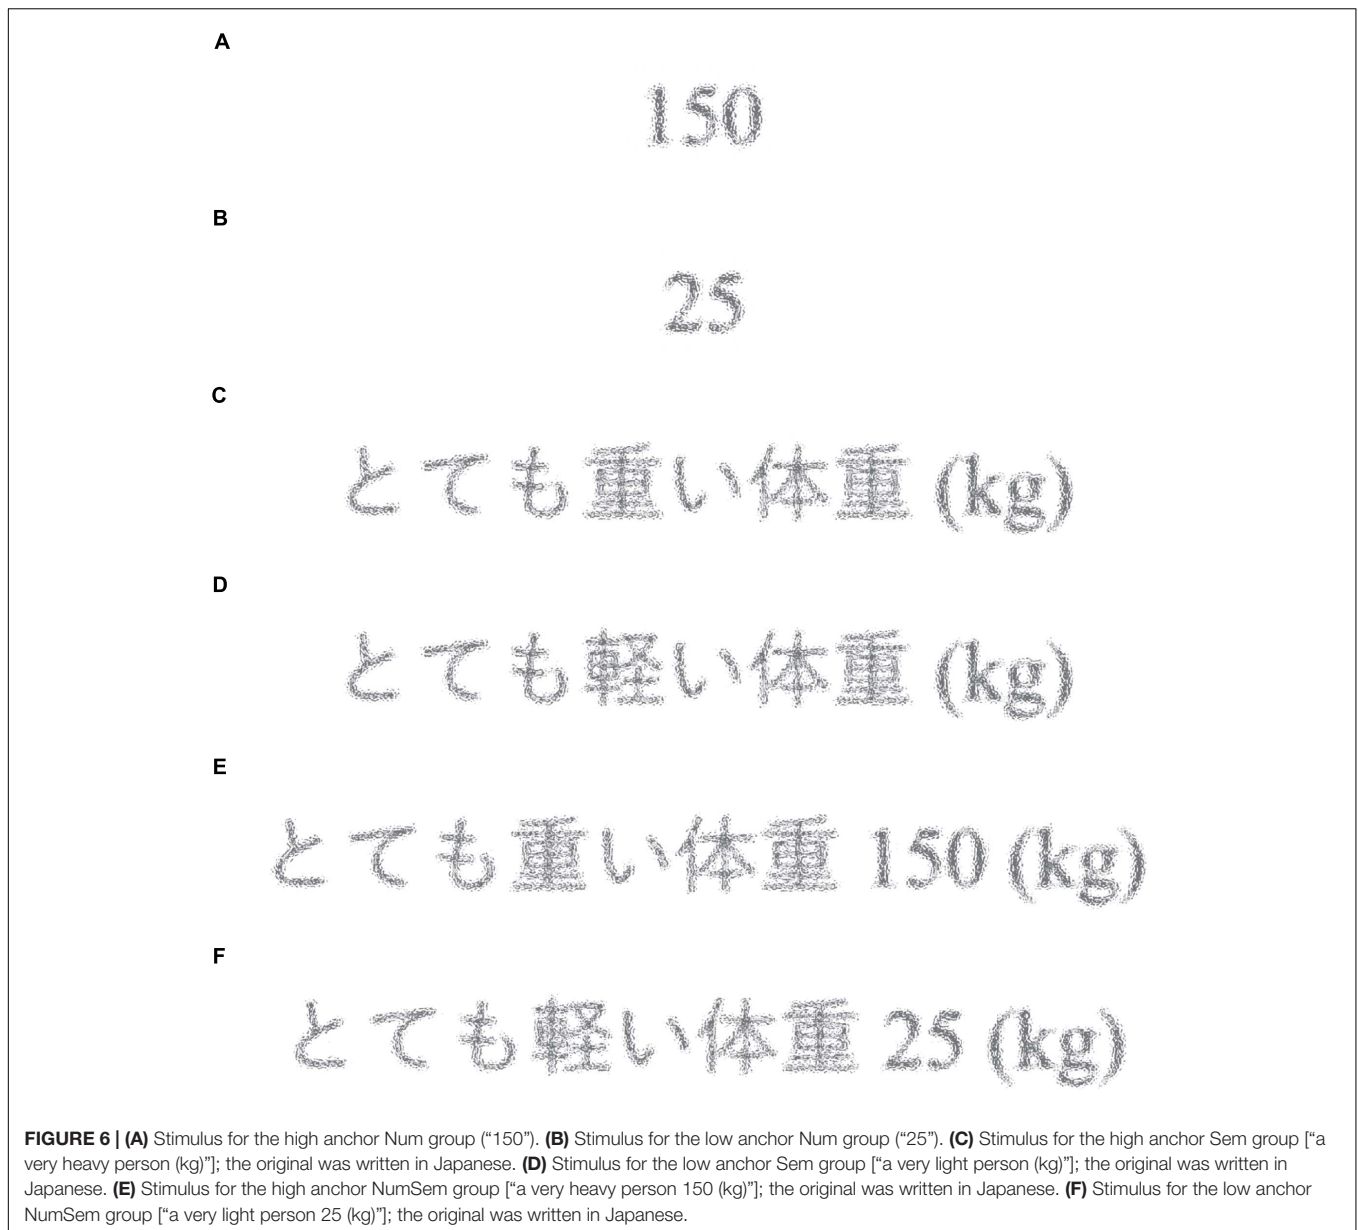 A
150
B
25
C
とても重い体重 (kg)
D
とても軽い体重 (kg)
E
とても重い体重 150 (kg)
F
とても軽い体重 25 (kg)
FIGURE 6 | (A) Stimulus for the high anchor Num group (“150”). (B) Stimulus for the low anchor Num group (“25”). (C) Stimulus for the high anchor Sem group [“a
very heavy person (kg)”]; the original was written in Japanese. (D) Stimulus for the low anchor Sem group [“a very light person (kg)”]; the original was written in
Japanese. (E) Stimulus for the high anchor NumSem group [“a very heavy person 150 (kg)”]; the original was written in Japanese. (F) Stimulus for the low anchor
NumSem group [“a very light person 25 (kg)”]; the original was written in Japanese.